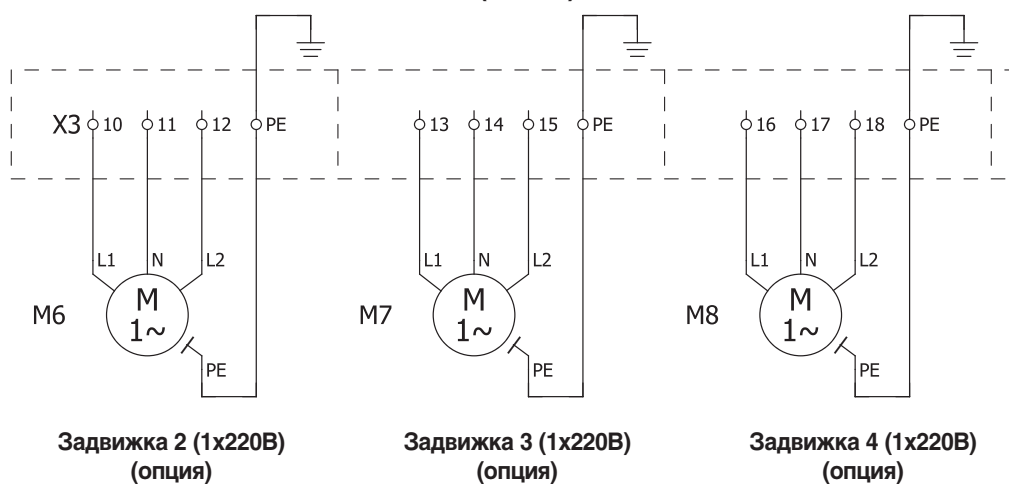 X3 10 11 12 PE 13 14 15 PE 16 17 18 PE
L1 N L2 L1 N L2 L1 N L2
M6 M 1~ M7 M 1~ M8 M 1~
PE PE PE
Задвижка 2 (1x220В) Задвижка 3 (1x220В) Задвижка 4 (1x220В)
(опция) (опция) (опция)